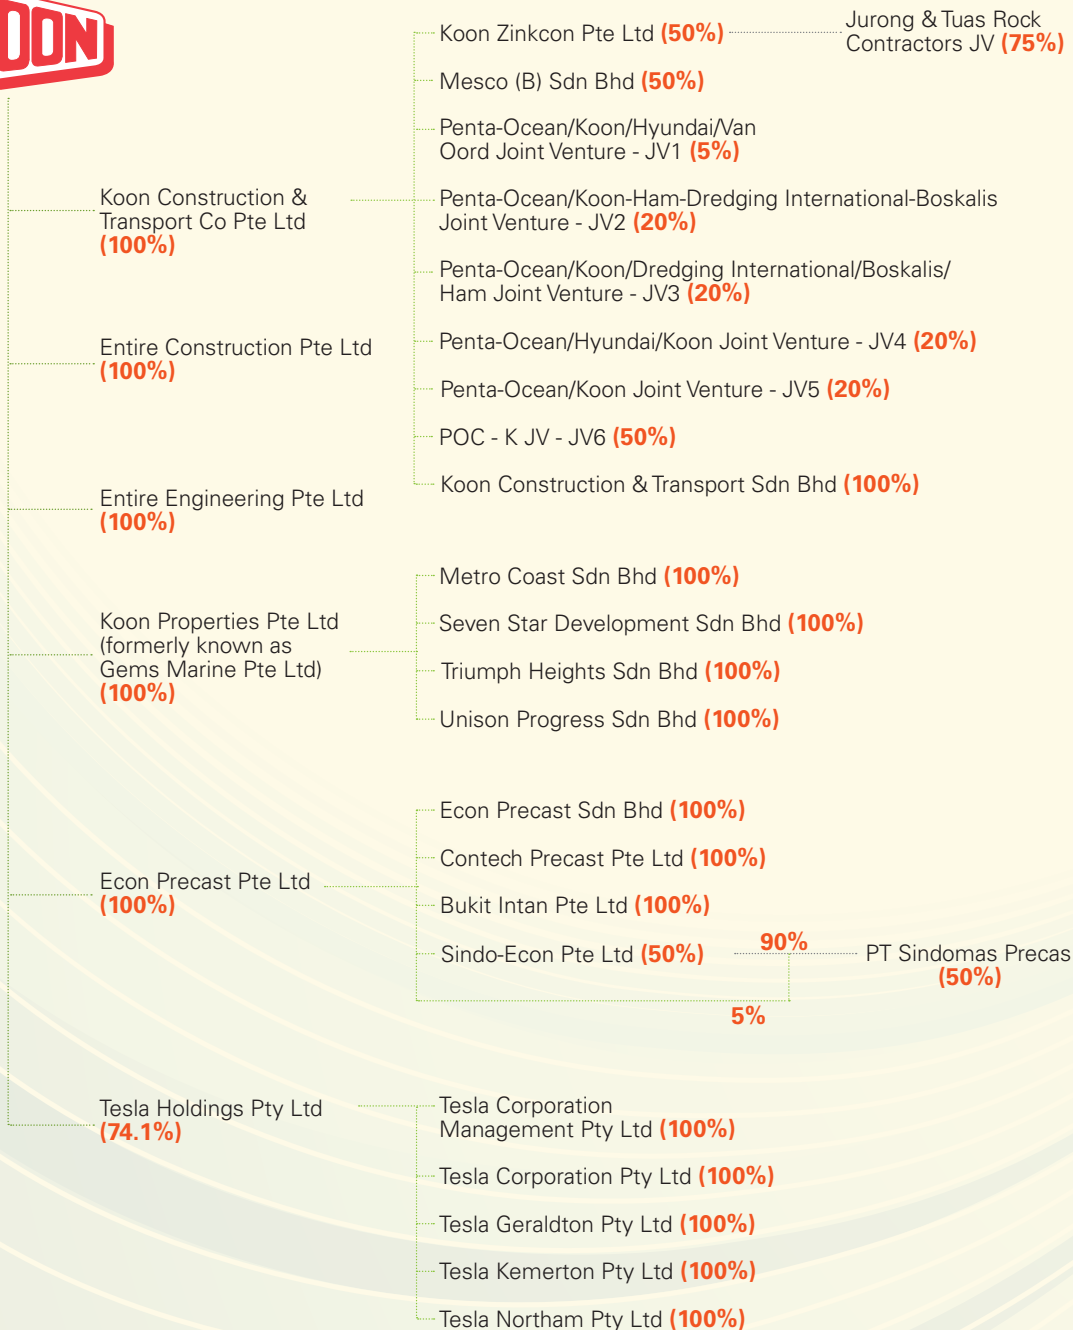 Koon Zinkcon Pte Ltd (50%)
Jurong & Tuas Rock
Contractors JV (75%)
Mesco (B) Sdn Bhd (50%)
Penta-Ocean/Koon/Hyundai/Van
Oord Joint Venture - JV1 (5%)
Koon Construction &
Transport Co Pte Ltd
(100%)
Penta-Ocean/Koon-Ham-Dredging International-Boskalis
Joint Venture - JV2 (20%)
Penta-Ocean/Koon/Dredging International/Boskalis/
Ham Joint Venture - JV3 (20%)
Entire Construction Pte Ltd
(100%)
Penta-Ocean/Hyundai/Koon Joint Venture - JV4 (20%)
Penta-Ocean/Koon Joint Venture - JV5 (20%)
POC - K JV - JV6 (50%)
Koon Construction & Transport Sdn Bhd (100%)
Entire Engineering Pte Ltd
(100%)
Koon Properties Pte Ltd
(formerly known as
Gems Marine Pte Ltd)
(100%)
Metro Coast Sdn Bhd (100%)
Seven Star Development Sdn Bhd (100%)
Triumph Heights Sdn Bhd (100%)
Unison Progress Sdn Bhd (100%)
Econ Precast Pte Ltd
(100%)
Econ Precast Sdn Bhd (100%)
Contech Precast Pte Ltd (100%)
Bukit Intan Pte Ltd (100%)
Sindo-Econ Pte Ltd (50%)
90%
PT Sindomas Precas
(50%)
5%
Tesla Holdings Pty Ltd
(74.1%)
Tesla Corporation
Management Pty Ltd (100%)
Tesla Corporation Pty Ltd (100%)
Tesla Geraldton Pty Ltd (100%)
Tesla Kemerton Pty Ltd (100%)
Tesla Northam Pty Ltd (100%)